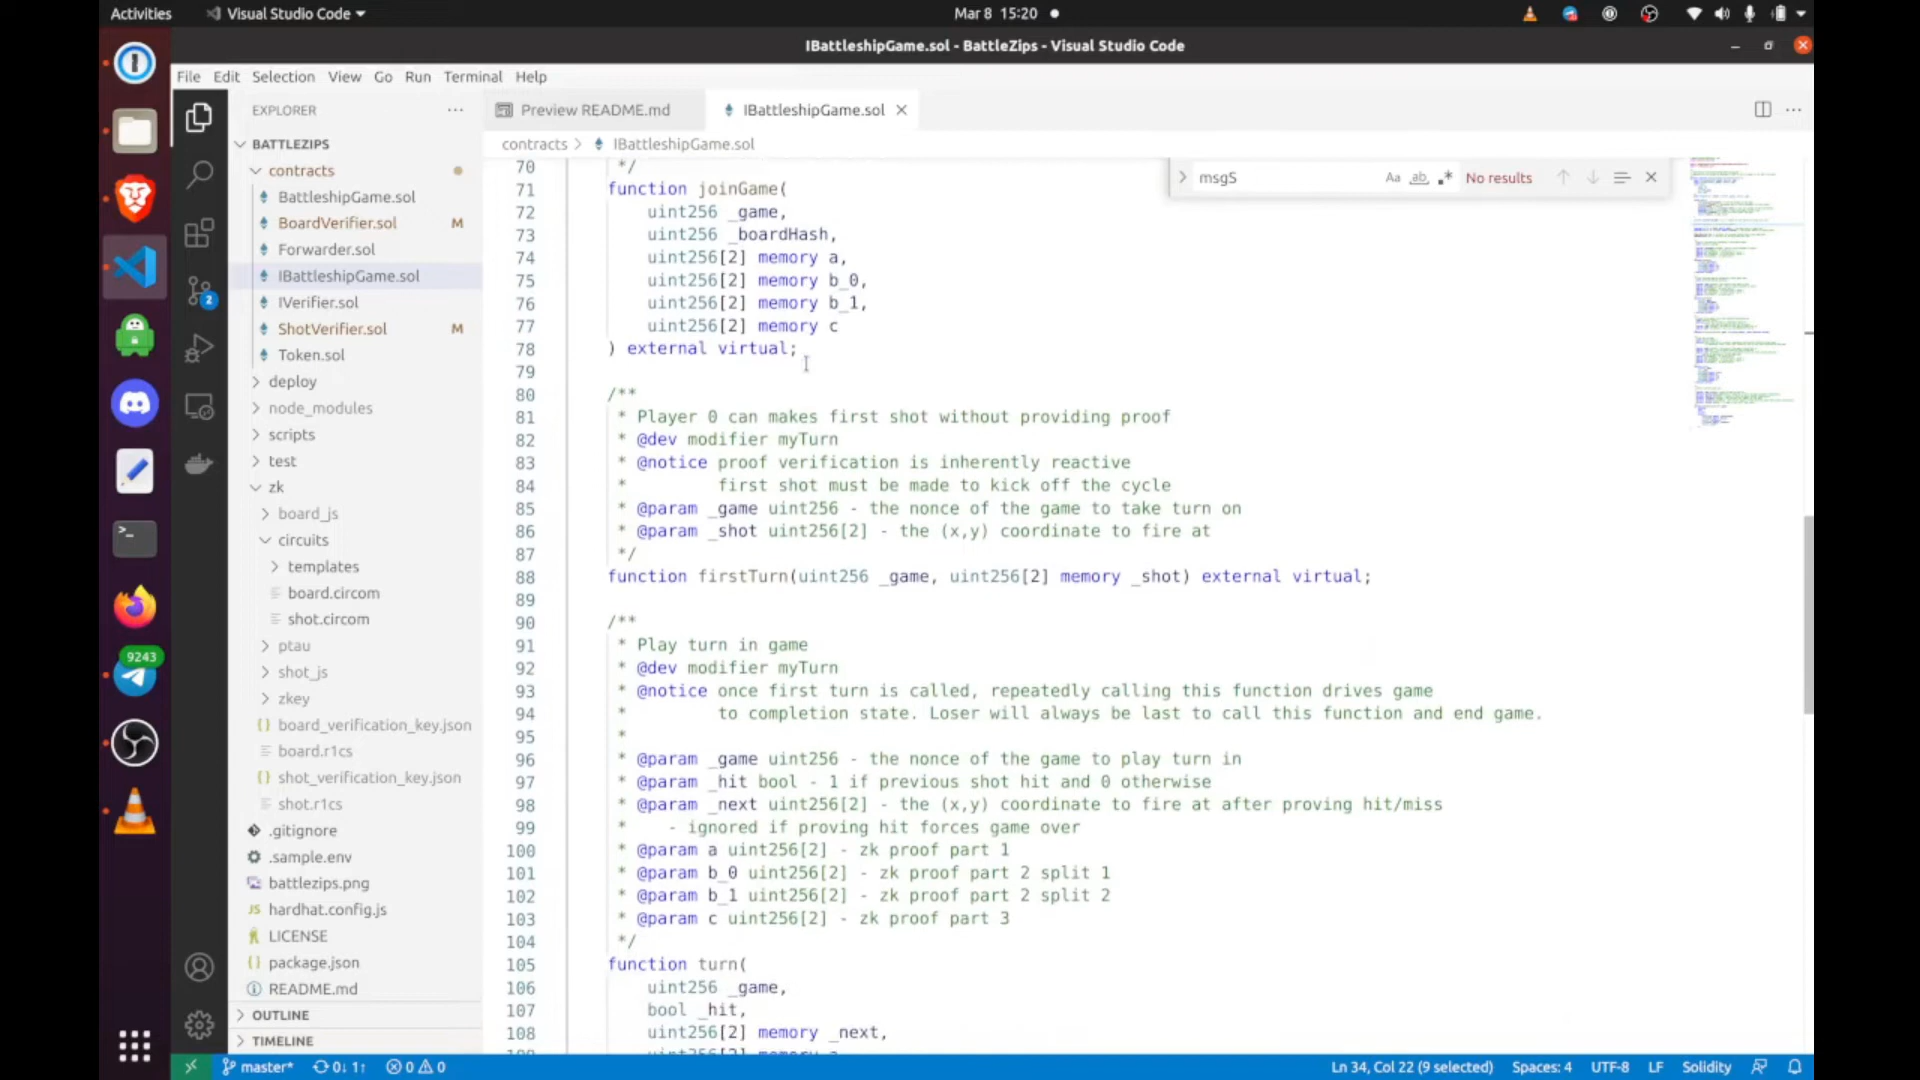 Activities
Visual Studio Code
Mar 8 15:20
IBattleshipGame.sol - BattleZips - Visual Studio Code
File Edit Selection View Go Run Terminal Help
EXPLORER
Preview README.md
IBattleshipGame.sol
BATTLEZIPS
contracts > IBattleshipGame.sol
contracts
BattleshipGame.sol
BoardVerifier.sol M
Forwarder.sol
IBattleshipGame.sol
IVerifier.sol
ShotVerifier.sol M
Token.sol
deploy
node_modules
scripts
test
zk
board_js
circuits
templates
board.circom
shot.circom
ptau
shot_js
zkey
{} board_verification_key.json
board.r1cs
{} shot_verification_key.json
shot.r1cs
.gitignore
.sample.env
battlezips.png
JS hardhat.config.js
LICENSE
{} package.json
README.md
OUTLINE
TIMELINE
2
9243
msgS
Aa ab .* No results
70 */
71 function joinGame(
72 uint256 _game,
73 uint256 _boardHash,
74 uint256[2] memory a,
75 uint256[2] memory b_0,
76 uint256[2] memory b_1,
77 uint256[2] memory c
78 ) external virtual;
79
80 /**
81 * Player 0 can makes first shot without providing proof
82 * @dev modifier myTurn
83 * @notice proof verification is inherently reactive
84 * first shot must be made to kick off the cycle
85 * @param _game uint256 - the nonce of the game to take turn on
86 * @param _shot uint256[2] - the (x,y) coordinate to fire at
87 */
88 function firstTurn(uint256 _game, uint256[2] memory _shot) external virtual;
89
90 /**
91 * Play turn in game
92 * @dev modifier myTurn
93 * @notice once first turn is called, repeatedly calling this function drives game
94 * to completion state. Loser will always be last to call this function and end game.
95 *
96 * @param _game uint256 - the nonce of the game to play turn in
97 * @param _hit bool - 1 if previous shot hit and 0 otherwise
98 * @param _next uint256[2] - the (x,y) coordinate to fire at after proving hit/miss
99 * - ignored if proving hit forces game over
100 * @param a uint256[2] - zk proof part 1
101 * @param b_0 uint256[2] - zk proof part 2 split 1
102 * @param b_1 uint256[2] - zk proof part 2 split 2
103 * @param c uint256[2] - zk proof part 3
104 */
105 function turn(
106 uint256 _game,
107 bool _hit,
108 uint256[2] memory _next,
master* 0↓ 1↑ 0 0
Ln 34, Col 22 (9 selected) Spaces: 4 UTF-8 LF Solidity